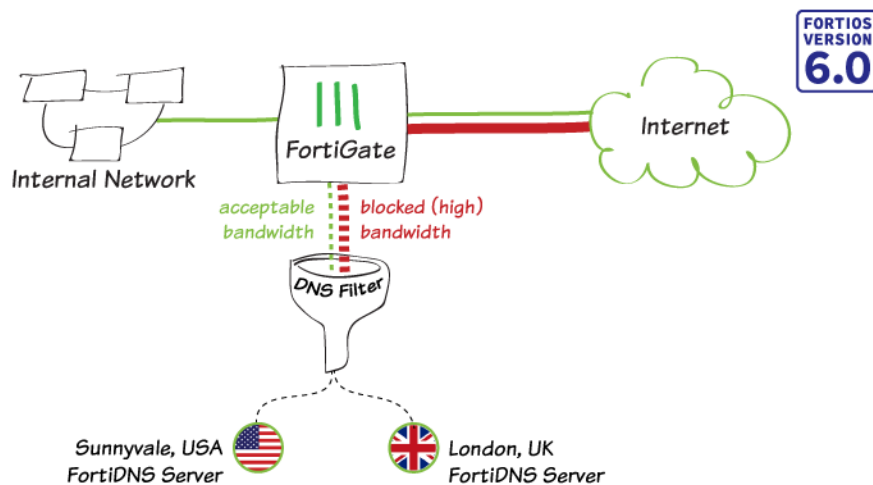 FORTIOS
VERSION
6.0
Internet
FortiGate
Internal Network
acceptable
bandwidth
blocked (high)
bandwidth
DNS Filter
Sunnyvale, USA
FortiDNS Server
London, UK
FortiDNS Server